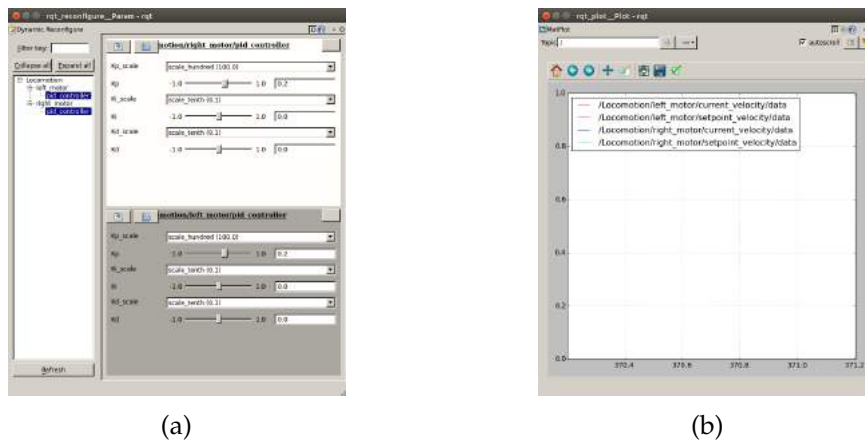 rqt_reconfigure__Param - rqt
Dynamic Reconfigure
Filter key:
Collapse all Expand all
Locomotion
left_motor
pid_controller
right_motor
pid_controller
Refresh
motion/right_motor/pid_controller
Kp_scale scale_hundred (100.0)
Kp -1.0 1.0 0.2
Ki_scale scale_tenth (0.1)
Ki -1.0 1.0 0.0
Kd_scale scale_tenth (0.1)
Kd -1.0 1.0 0.0
motion/left_motor/pid_controller
Kp_scale scale_hundred (100.0)
Kp -1.0 1.0 0.2
Ki_scale scale_tenth (0.1)
Ki -1.0 1.0 0.0
Kd_scale scale_tenth (0.1)
Kd -1.0 1.0 0.0
(a)
rqt_plot__Plot - rqt
MatPlot
Topic /
autoscroll
/Locomotion/left_motor/current_velocity/data
/Locomotion/left_motor/setpoint_velocity/data
/Locomotion/right_motor/current_velocity/data
/Locomotion/right_motor/setpoint_velocity/data
1.0
0.8
0.6
0.4
0.2
0.0
370.4 370.6 370.8 371.0 371.2
(b)